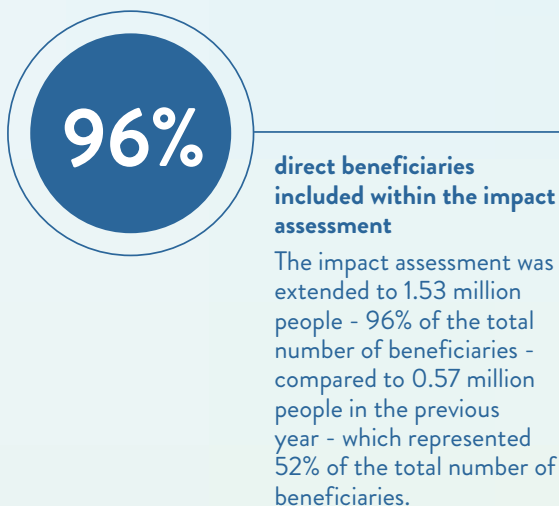 96%
direct beneficiaries
included within the impact
assessment
The impact assessment was
extended to 1.53 million
people - 96% of the total
number of beneficiaries -
compared to 0.57 million
people in the previous
year - which represented
52% of the total number of
beneficiaries.